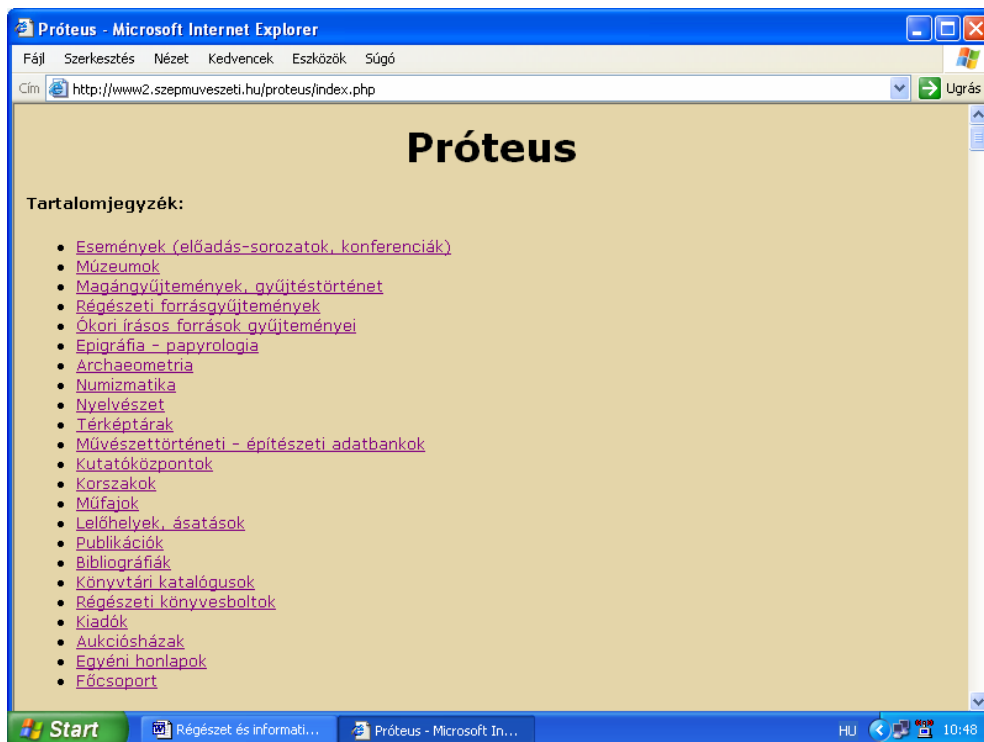 Próteus - Microsoft Internet Explorer
Fájl Szerkesztés Nézet Kedvencek Eszközök Súgó
Cím http://www2.szepmuveszeti.hu/proteus/index.php Ugrás
Próteus
Tartalomjegyzék:
Események (előadás-sorozatok, konferenciák)
Múzeumok
Magángyűjtemények, gyűjtéstörténet
Régészeti forrásgyűjtemények
Ókori írásos források gyűjteményei
Epigráfia - papyrologia
Archaeometria
Numizmatika
Nyelvészet
Térképtárak
Művészettörténeti - építészeti adatbankok
Kutatóközpontok
Korszakok
Műfajok
Lelőhelyek, ásatások
Publikációk
Bibliográfiák
Könyvtári katalógusok
Régészeti könyvesboltok
Kiadók
Aukciósházak
Egyéni honlapok
Főcsoport
Start Régészet és informati... Próteus - Microsoft In... HU 10:48